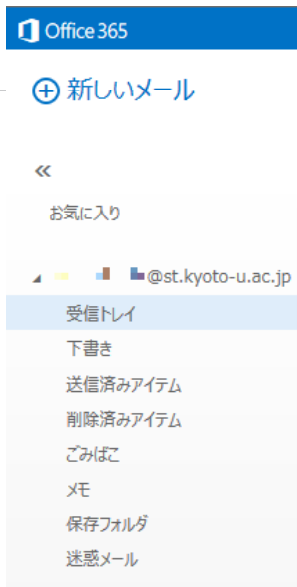 Office 365
新しいメール
お気に入り
@st.kyoto-u.ac.jp
受信トレイ
下書き
送信済みアイテム
削除済みアイテム
ごみばこ
メモ
保存フォルダ
迷惑メール